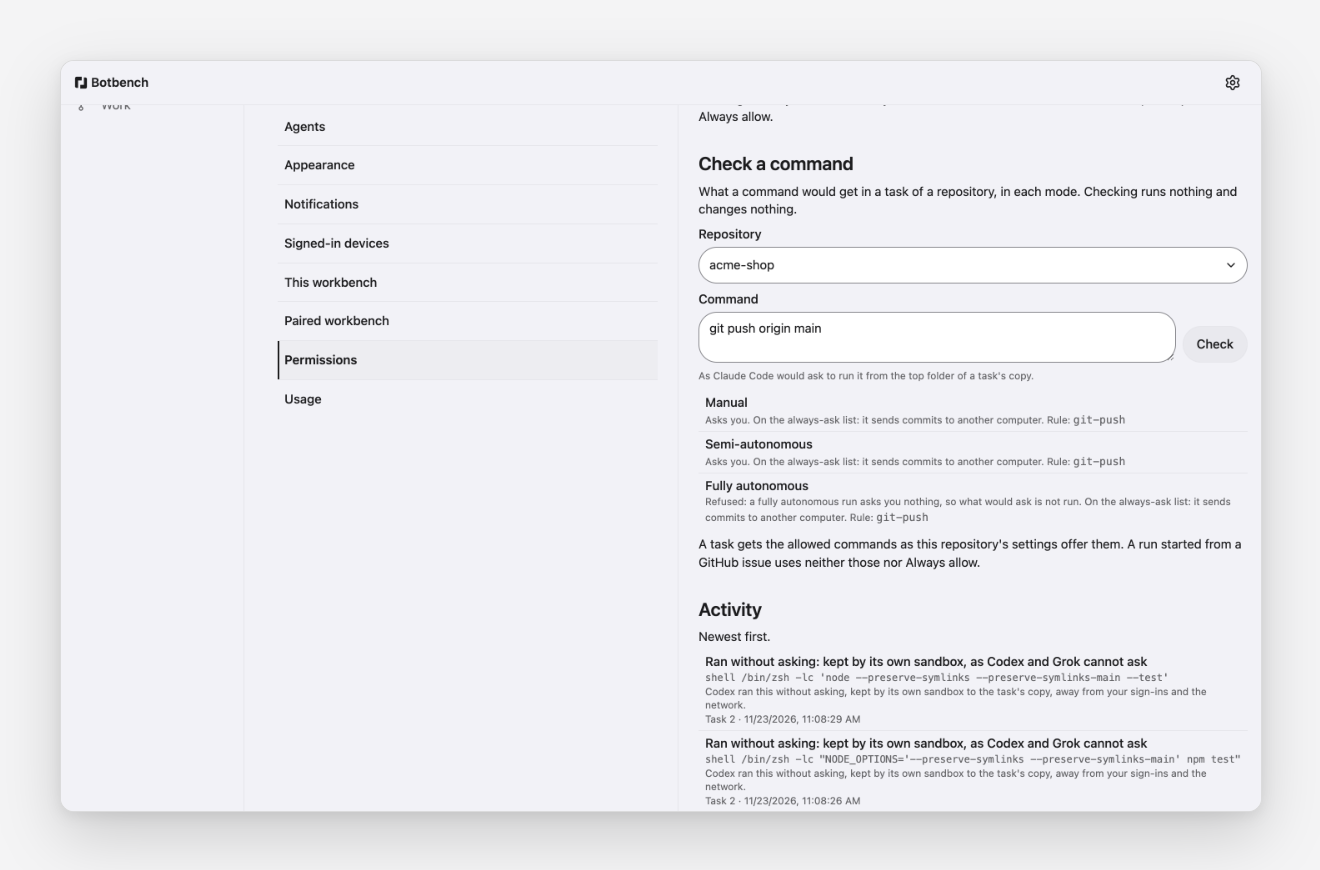 Botbench
Work
Agents
Appearance
Notifications
Signed-in devices
This workbench
Paired workbench
Permissions
Usage
Always allow.
Check a command
What a command would get in a task of a repository, in each mode. Checking runs nothing and
changes nothing.
Repository
acme-shop
Command
git push origin main
Check
As Claude Code would ask to run it from the top folder of a task's copy.
Manual
Asks you. On the always-ask list: it sends commits to another computer. Rule: git-push
Semi-autonomous
Asks you. On the always-ask list: it sends commits to another computer. Rule: git-push
Fully autonomous
Refused: a fully autonomous run asks you nothing, so what would ask is not run. On the always-ask list: it sends
commits to another computer. Rule: git-push
A task gets the allowed commands as this repository's settings offer them. A run started from a
GitHub issue uses neither those nor Always allow.
Activity
Newest first.
Ran without asking: kept by its own sandbox, as Codex and Grok cannot ask
shell /bin/zsh -lc 'node --preserve-symlinks --preserve-symlinks-main --test'
Codex ran this without asking, kept by its own sandbox to the task's copy, away from your sign-ins and the
network.
Task 2 · 11/23/2026, 11:08:29 AM
Ran without asking: kept by its own sandbox, as Codex and Grok cannot ask
shell /bin/zsh -lc "NODE_OPTIONS='--preserve-symlinks --preserve-symlinks-main' npm test"
Codex ran this without asking, kept by its own sandbox to the task's copy, away from your sign-ins and the
network.
Task 2 · 11/23/2026, 11:08:26 AM